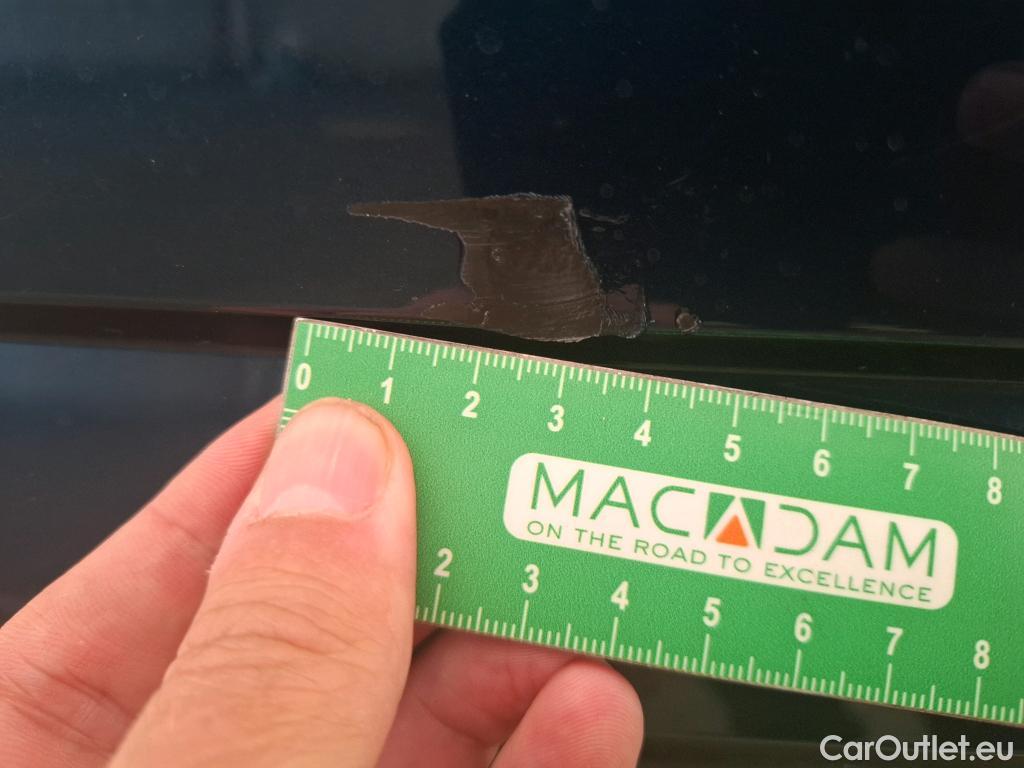 0 1 2 3 4 5 6 7 8
MACADAM
ON THE ROAD TO EXCELLENCE
2 3 4 5 6 7 8
CarOutlet.eu